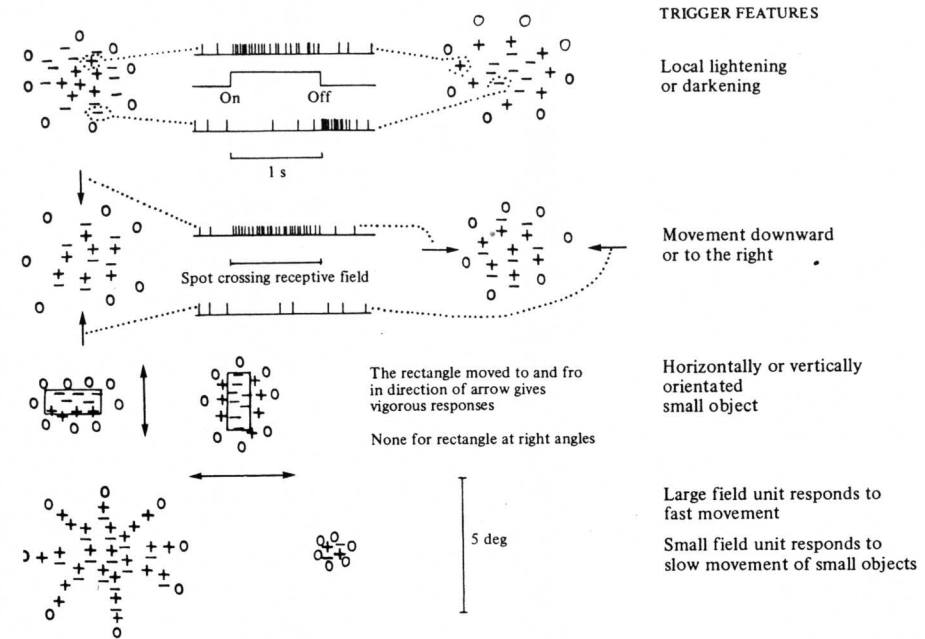 TRIGGER FEATURES
Local lightening
or darkening
On Off
1 s
Movement downward
or to the right
Spot crossing receptive field
The rectangle moved to and fro
in direction of arrow gives
vigorous responses
None for rectangle at right angles
Horizontally or vertically
orientated
small object
5 deg
Large field unit responds to
fast movement
Small field unit responds to
slow movement of small objects